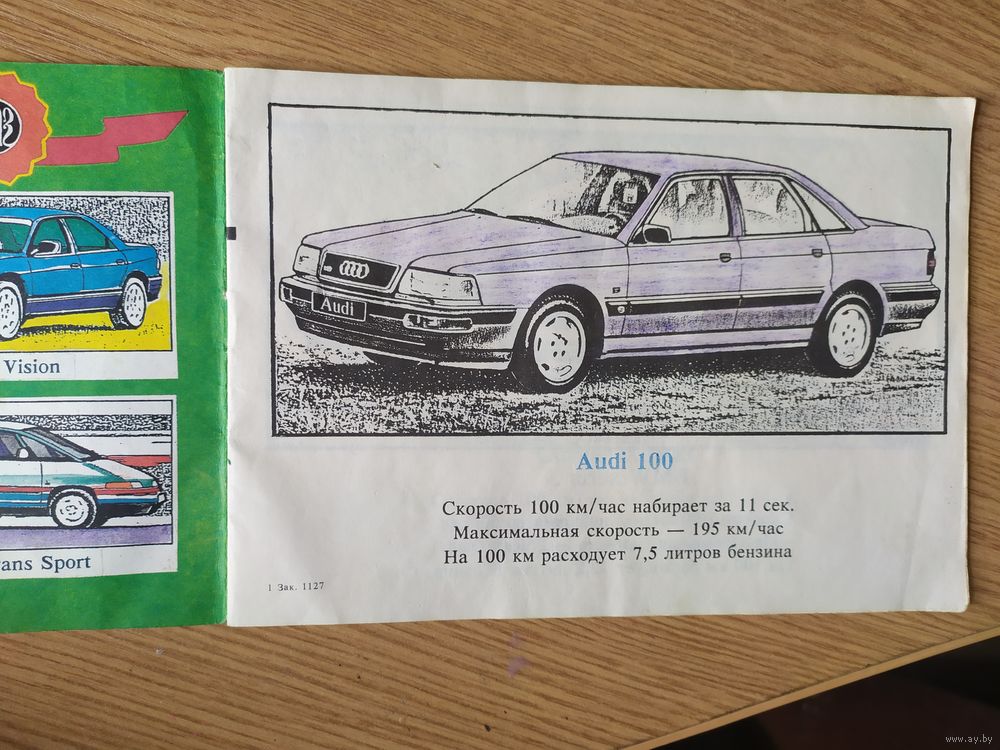 Vision
Sport
Audi
Audi 100
Скорость 100 км/час набирает за 11 сек.
Максимальная скорость — 195 км/час
На 100 км расходует 7,5 литров бензина
1 Зак. 1127
www.ay.by